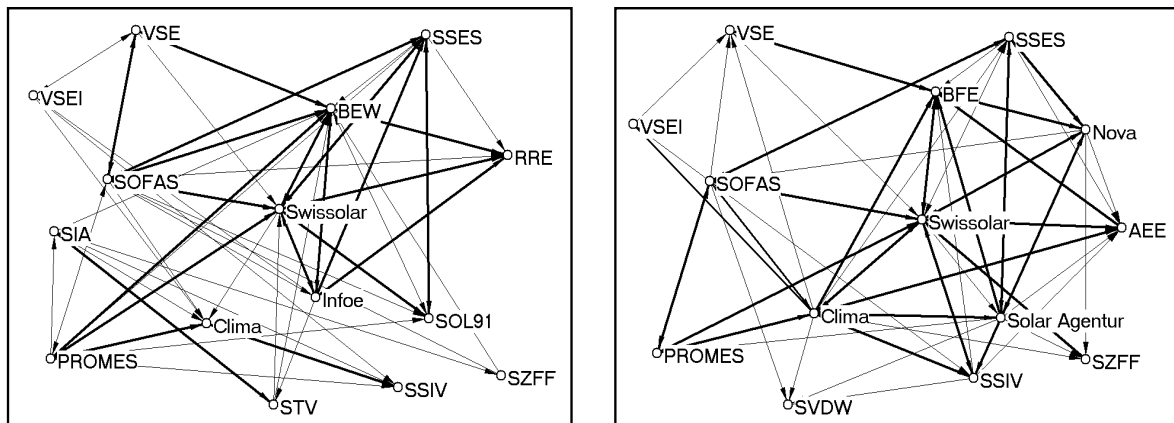 VSE
SSES
VSEI
BEW
RRE
SOFAS
Swissolar
SIA
Infoe
SOL91
Clima
PROMES
SZFF
SSIV
STV
VSE
SSES
BFE
VSEI
Nova
SOFAS
Swissolar
AEE
Clima
Solar Agentur
PROMES
SZFF
SSIV
SVDW